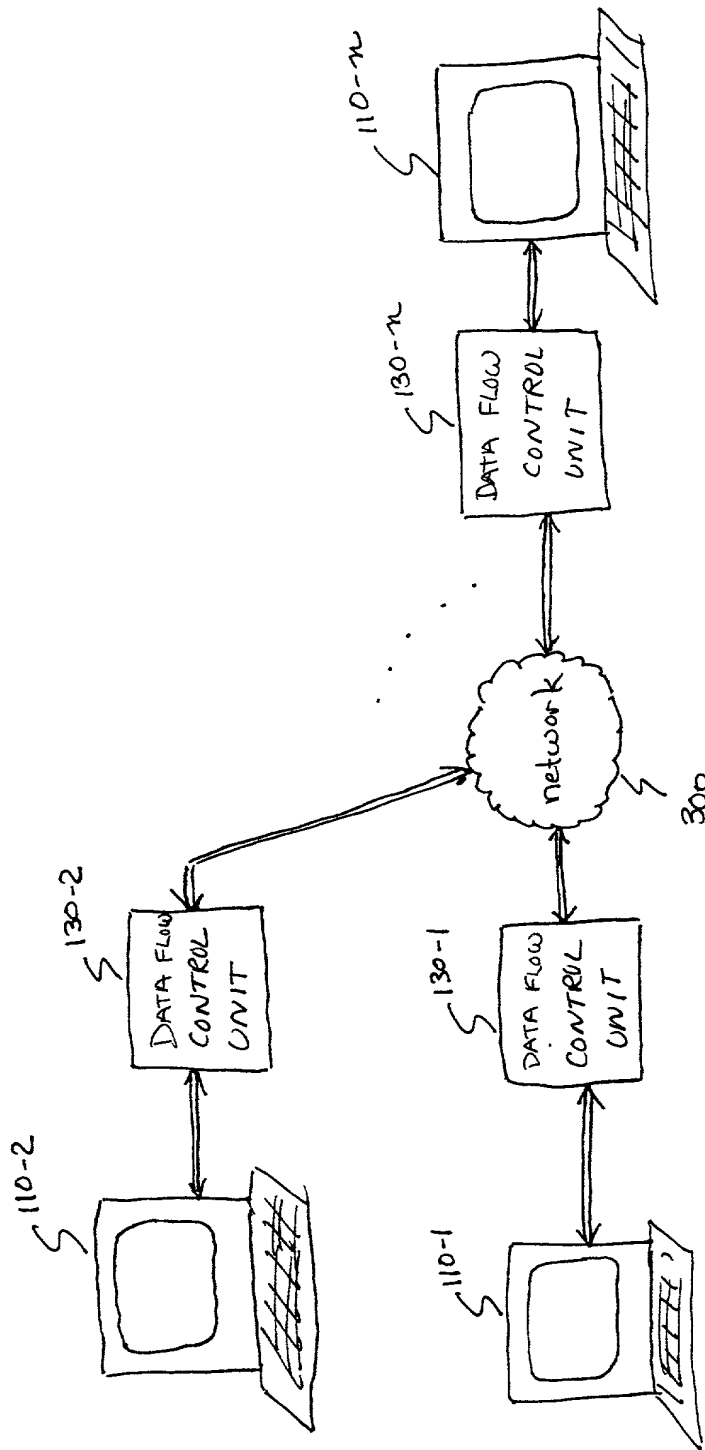 110-2
130-2
DATA FLOW
CONTROL
UNIT
110-n
130-n
DATA FLOW
CONTROL
UNIT
network
300
130-1
DATA FLOW
CONTROL
UNIT
110-1